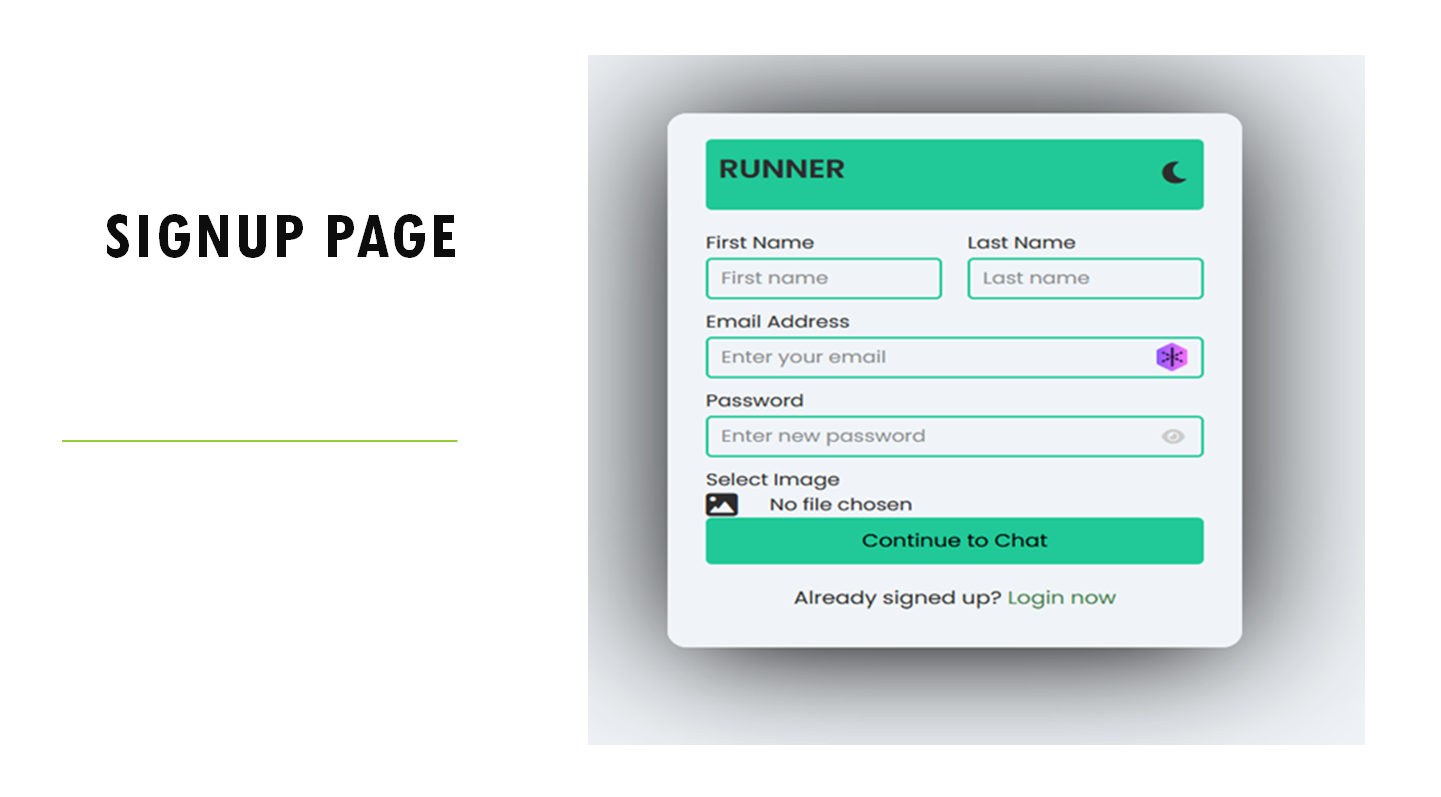 SIGNUP PAGE
RUNNER
First Name Last Name
First name Last name
Email Address
Enter your email
Password
Enter new password
Select Image
No file chosen
Continue to Chat
Already signed up? Login now